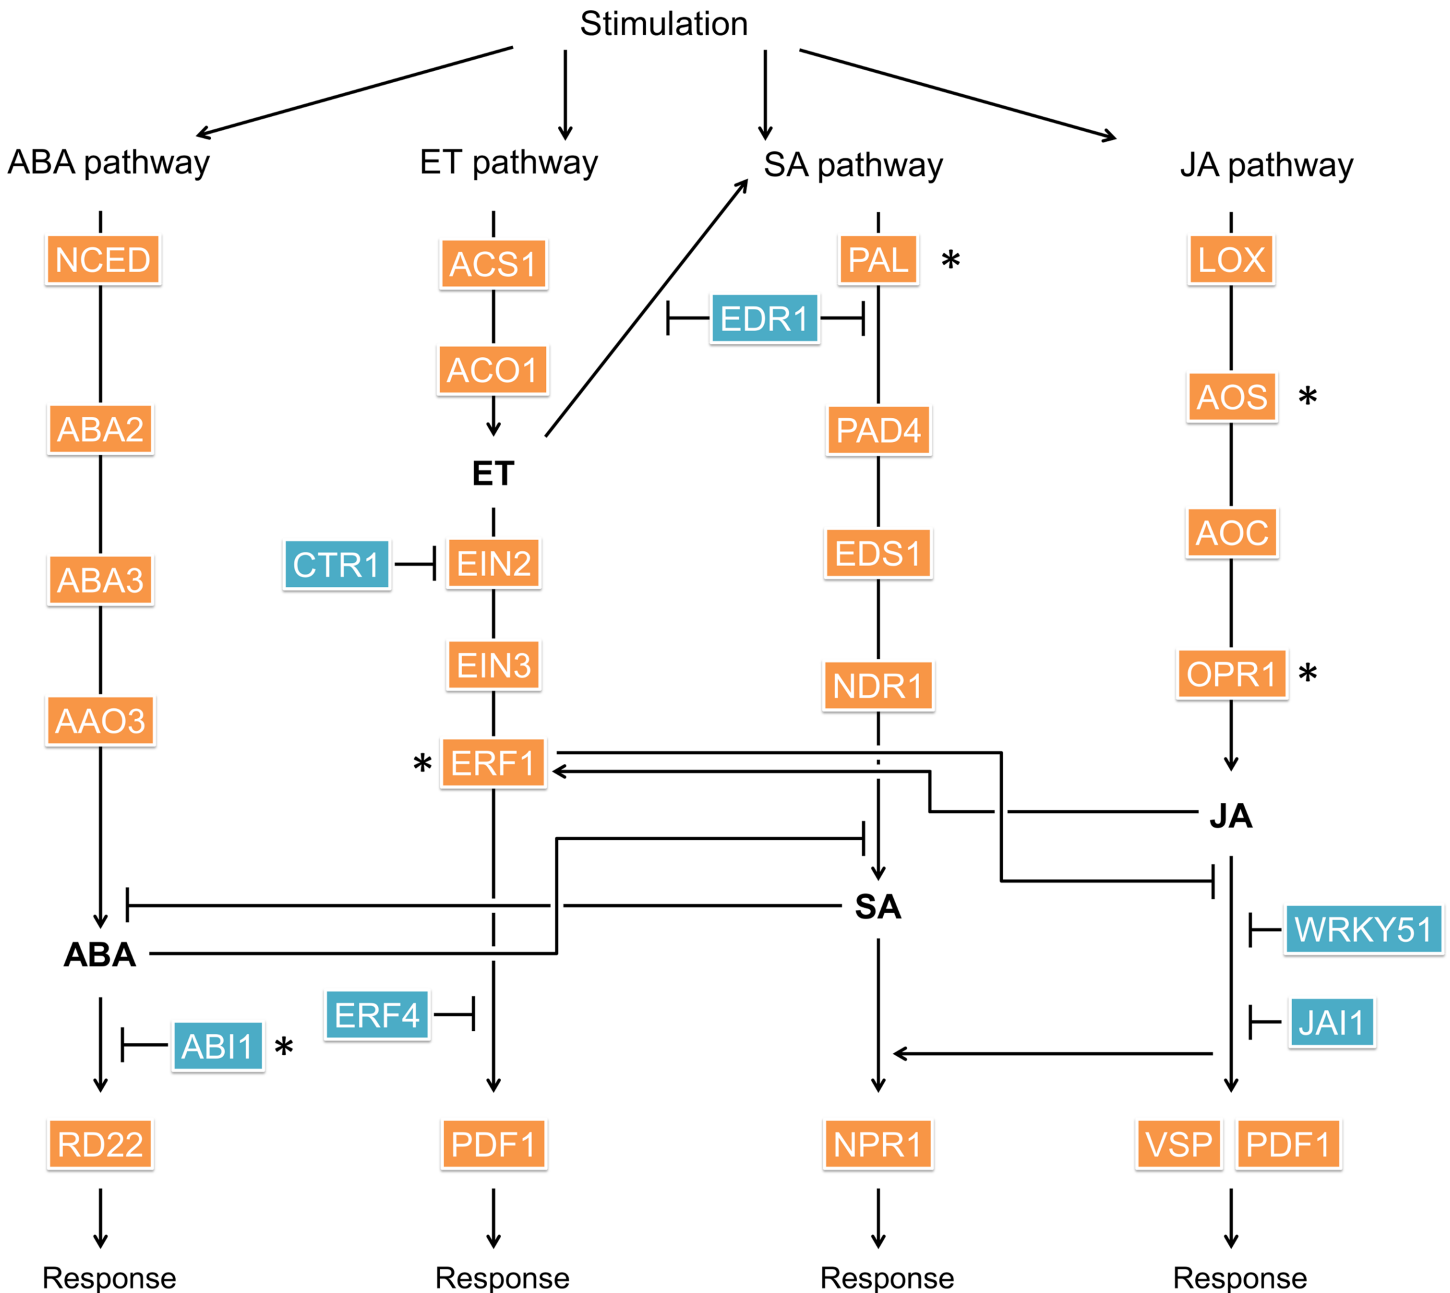 Stimulation
ABA pathway
ET pathway
SA pathway
JA pathway
NCED
ACS1
PAL *
LOX
EDR1
ACO1
AOS *
ABA2
PAD4
ET
AOC
EDS1
CTR1
EIN2
ABA3
EIN3
OPR1 *
NDR1
AAO3
* ERF1
JA
SA
WRKY51
ABA
ERF4
JAI1
ABI1 *
RD22
PDF1
NPR1
VSP
PDF1
Response
Response
Response
Response